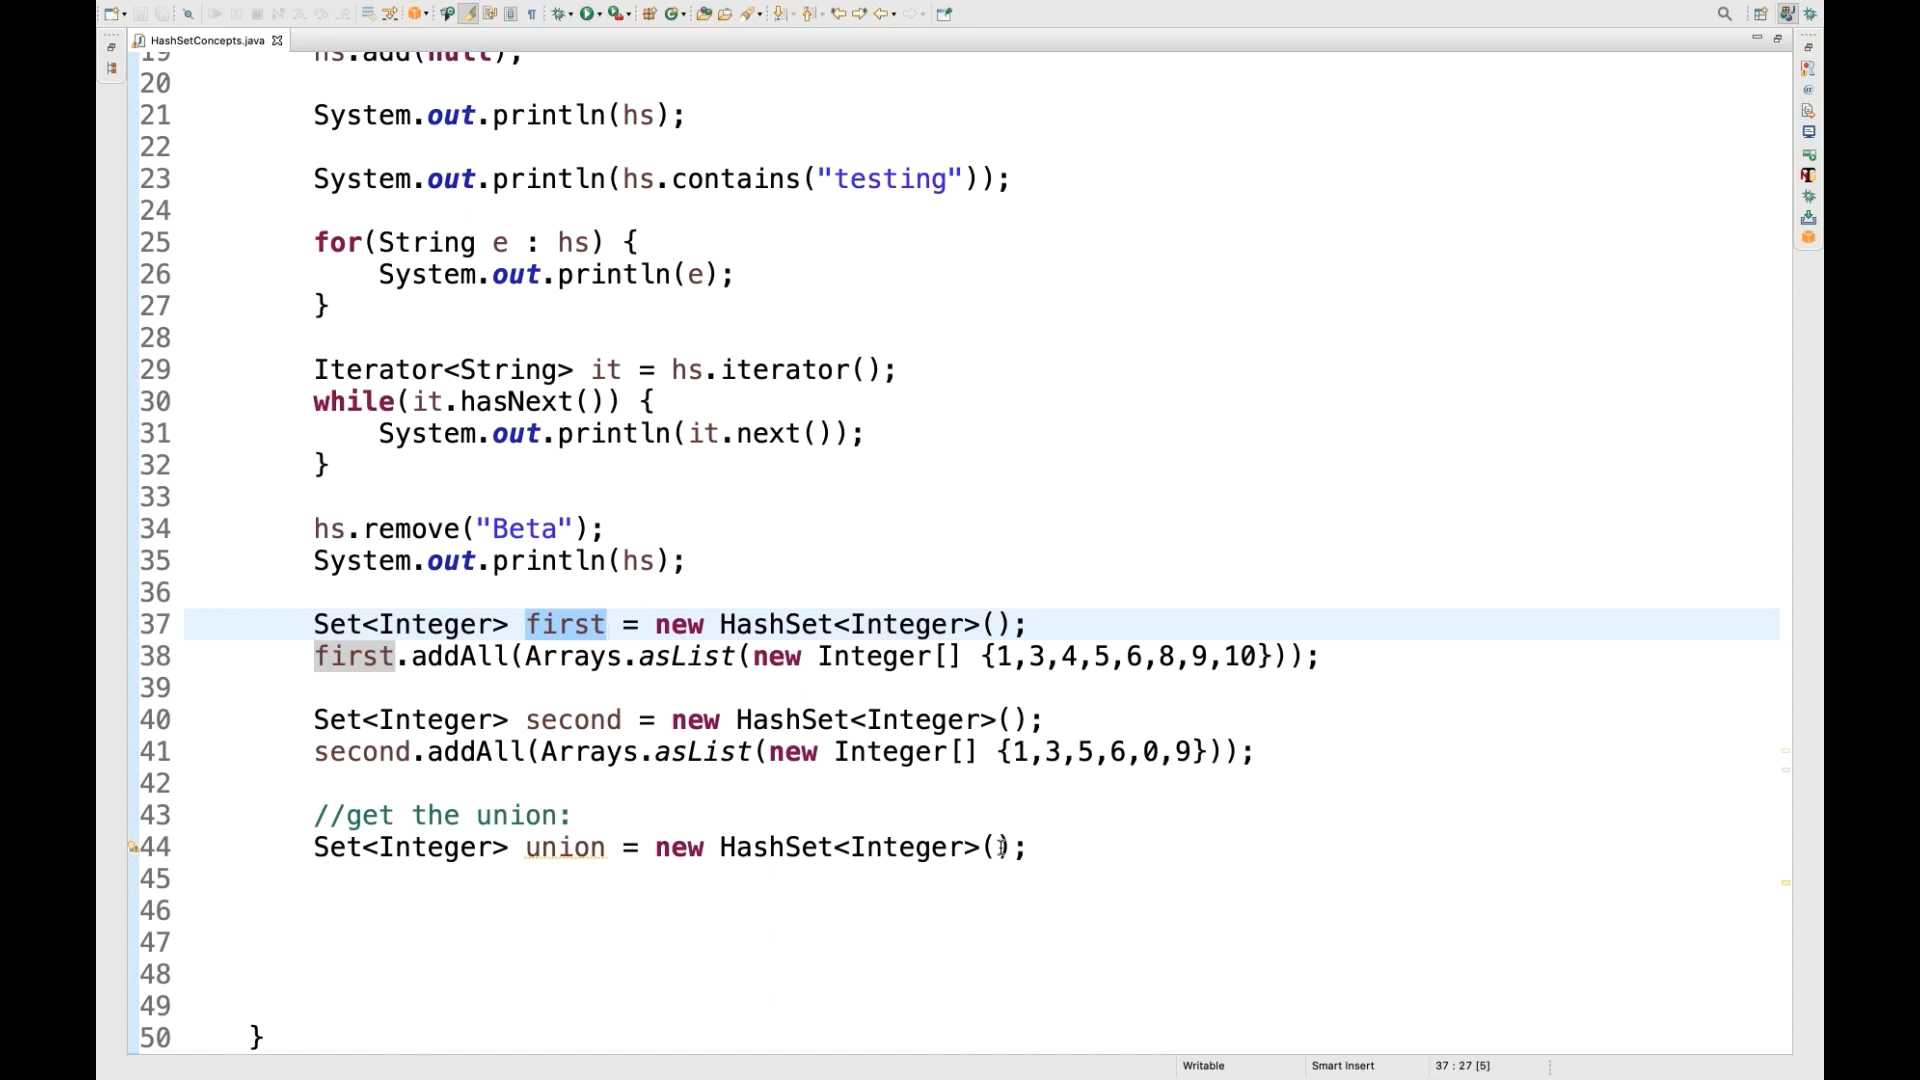 HashSetConcepts.java
19 hs.add(null);
20
21 System.out.println(hs);
22
23 System.out.println(hs.contains("testing"));
24
25 for(String e : hs) {
26 System.out.println(e);
27 }
28
29 Iterator<String> it = hs.iterator();
30 while(it.hasNext()) {
31 System.out.println(it.next());
32 }
33
34 hs.remove("Beta");
35 System.out.println(hs);
36
37 Set<Integer> first = new HashSet<Integer>();
38 first.addAll(Arrays.asList(new Integer[] {1,3,4,5,6,8,9,10}));
39
40 Set<Integer> second = new HashSet<Integer>();
41 second.addAll(Arrays.asList(new Integer[] {1,3,5,6,0,9}));
42
43 //get the union:
44 Set<Integer> union = new HashSet<Integer>();
45
46
47
48
49
50 }
Writable Smart Insert 37 : 27 [5]